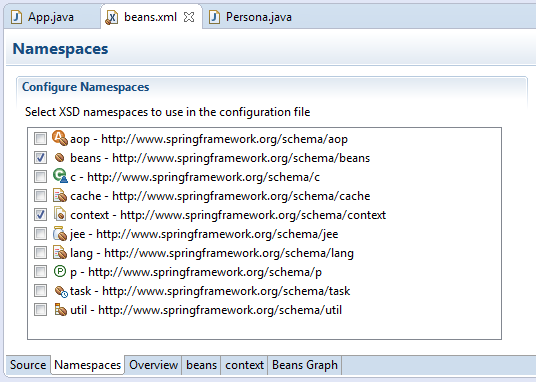 App.java beans.xml Persona.java
Namespaces
Configure Namespaces
Select XSD namespaces to use in the configuration file
aop - http://www.springframework.org/schema/aop
beans - http://www.springframework.org/schema/beans
c - http://www.springframework.org/schema/c
cache - http://www.springframework.org/schema/cache
context - http://www.springframework.org/schema/context
jee - http://www.springframework.org/schema/jee
lang - http://www.springframework.org/schema/lang
p - http://www.springframework.org/schema/p
task - http://www.springframework.org/schema/task
util - http://www.springframework.org/schema/util
Source Namespaces Overview beans context Beans Graph